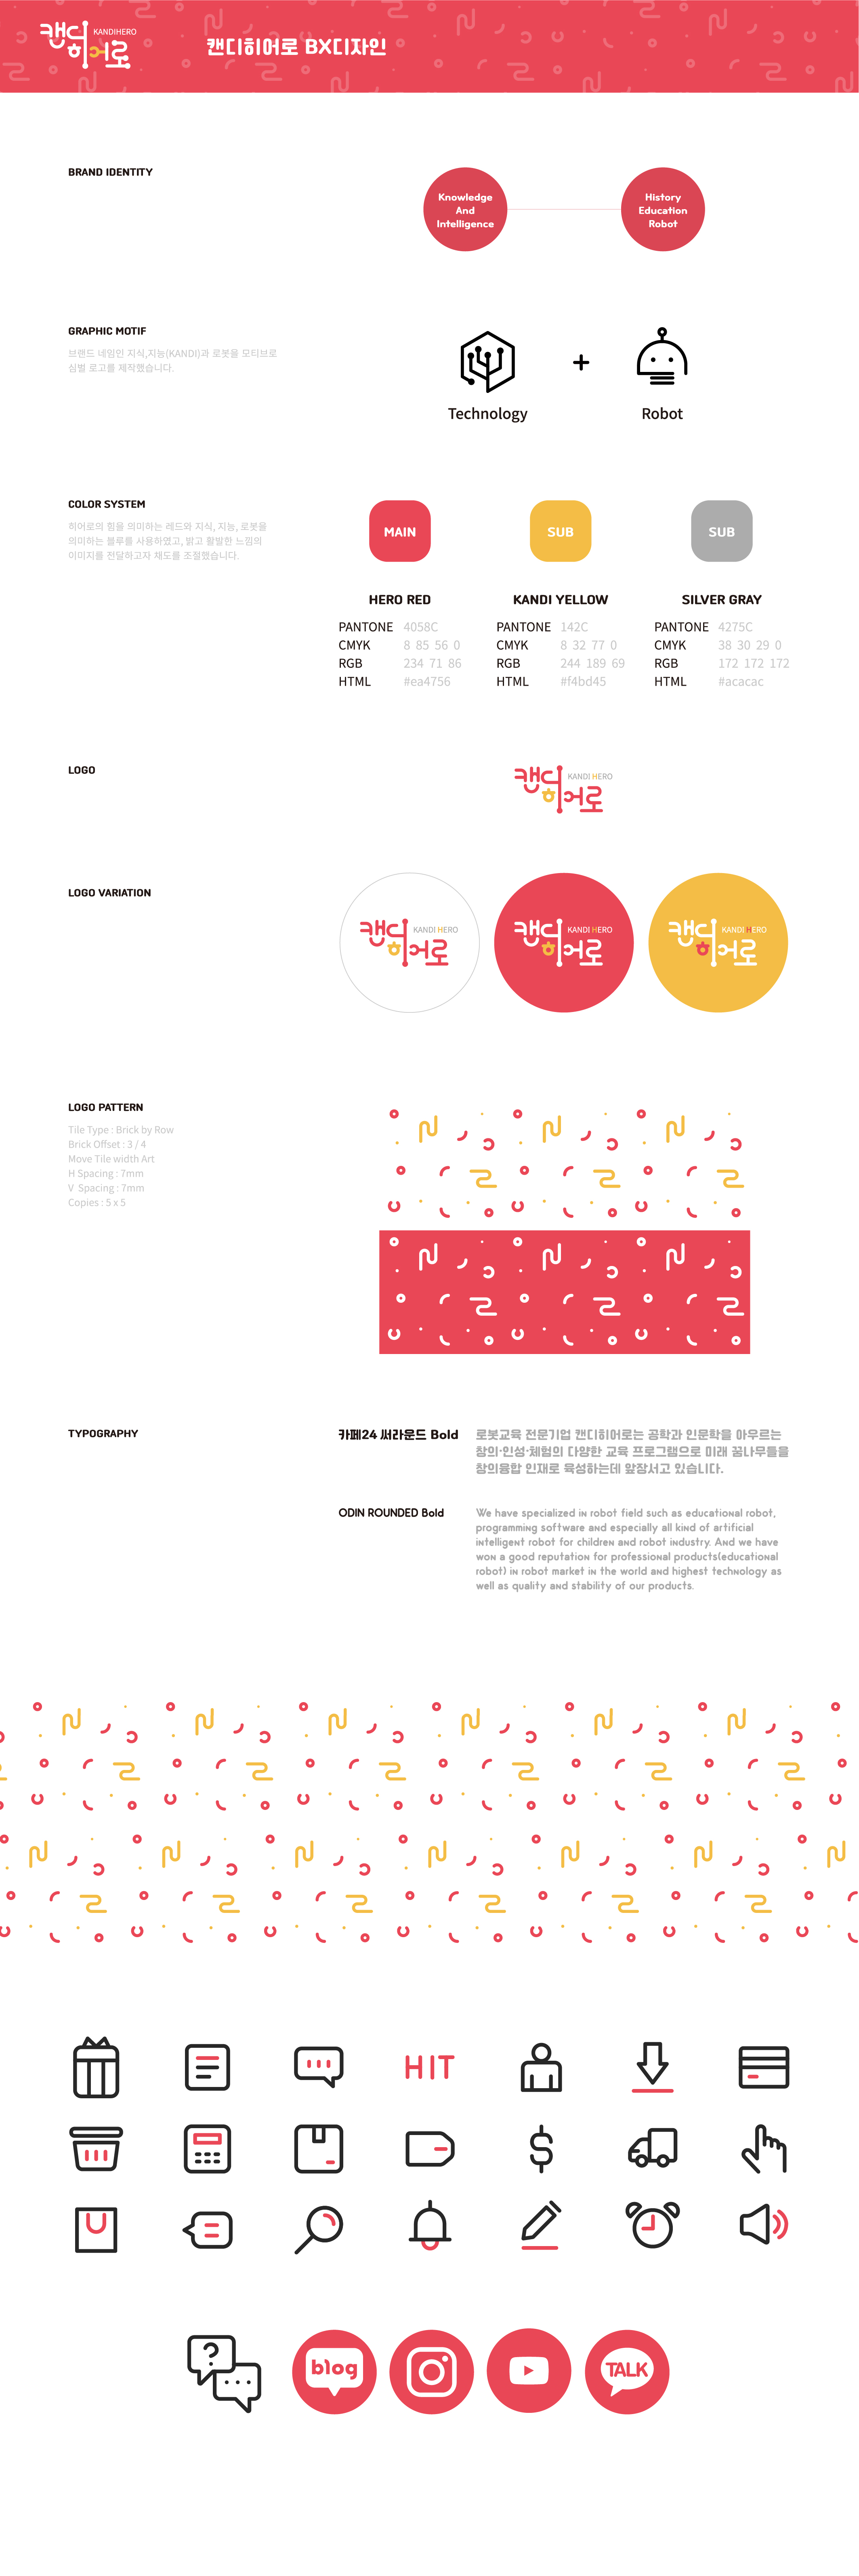 캔디히어로 KANDIHERO
캔디히어로 BX디자인
BRAND IDENTITY
Knowledge
And
Intelligence
History
Education
Robot
GRAPHIC MOTIF
브랜드 네임인 지식,지능(KANDI)과 로봇을 모티브로
심벌 로고를 제작했습니다.
+
Technology
Robot
COLOR SYSTEM
히어로의 힘을 의미하는 레드와 지식, 지능, 로봇을
의미하는 블루를 사용하였고, 밝고 활발한 느낌의
이미지를 전달하고자 채도를 조절했습니다.
MAIN
SUB
SUB
HERO RED
PANTONE 4058C
CMYK 8 85 56 0
RGB 234 71 86
HTML #ea4756
KANDI YELLOW
PANTONE 142C
CMYK 8 32 77 0
RGB 244 189 69
HTML #f4bd45
SILVER GRAY
PANTONE 4275C
CMYK 38 30 29 0
RGB 172 172 172
HTML #acacac
LOGO
캔디히어로 KANDI HERO
LOGO VARIATION
캔디히어로 KANDI HERO
캔디히어로 KANDI HERO
캔디히어로 KANDI HERO
LOGO PATTERN
Tile Type : Brick by Row
Brick Offset : 3 / 4
Move Tile width Art
H Spacing : 7mm
V Spacing : 7mm
Copies : 5 x 5
TYPOGRAPHY
카페24 써라운드 Bold
로봇교육 전문기업 캔디히어로는 공학과 인문학을 아우르는
창의·인성·체험의 다양한 교육 프로그램으로 미래 꿈나무들을
창의융합 인재로 육성하는데 앞장서고 있습니다.
ODIN ROUNDED Bold
We have specialized in robot field such as educational robot,
programming software and especially all kind of artificial
intelligent robot for children and robot industry. And we have
won a good reputation for professional products(educational
robot) in robot market in the world and highest technology as
well as quality and stability of our products.
HIT
$
?
blog
TALK